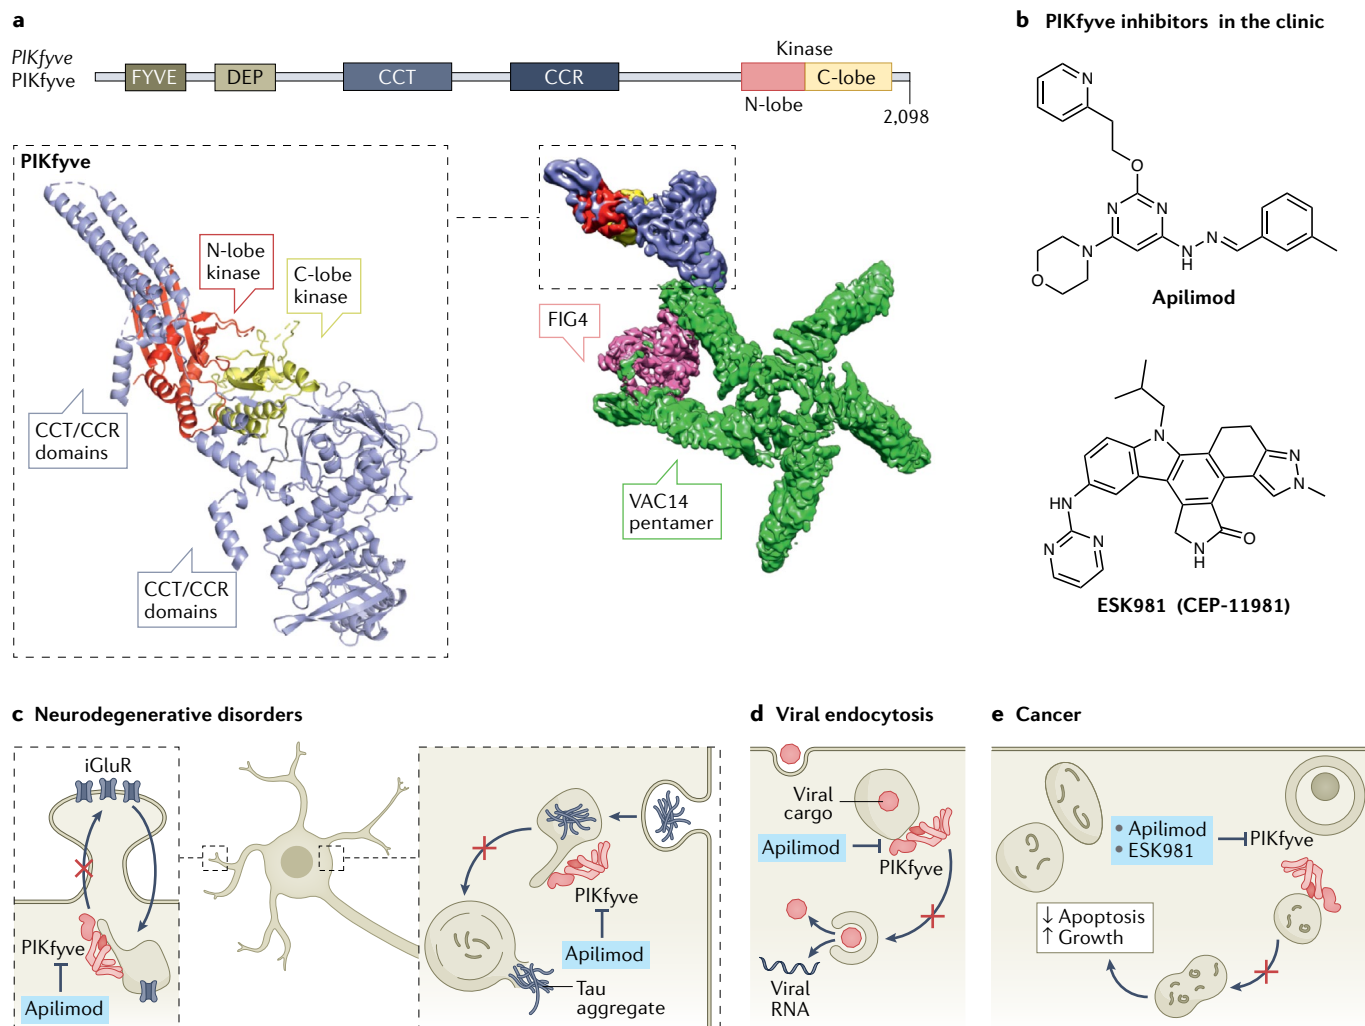 a
PIKfyve
PIKfyve
FYVE
DEP
CCT
CCR
Kinase
C-lobe
N-lobe
2,098
PIKfyve
N-lobe
kinase
C-lobe
kinase
CCT/CCR
domains
CCT/CCR
domains
FIG4
VAC14
pentamer
b PIKfyve inhibitors in the clinic
N
O
N
N
N
O
N
H
N
Apilimod
N
N
N
HN
N
N
N
H
O
ESK981 (CEP-11981)
c Neurodegenerative disorders
iGluR
PIKfyve
Apilimod
PIKfyve
Apilimod
Tau
aggregate
d Viral endocytosis
Viral
cargo
Apilimod
PIKfyve
Viral
RNA
e Cancer
• Apilimod
• ESK981
PIKfyve
↓ Apoptosis
↑ Growth